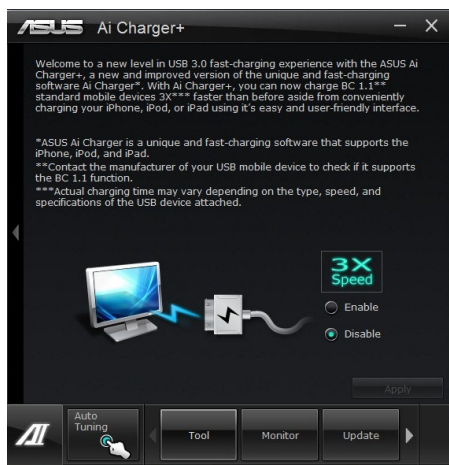 ASUS Ai Charger+
Welcome to a new level in USB 3.0 fast-charging experience with the ASUS Ai
Charger+, a new and improved version of the unique and fast-charging
software Ai Charger*. With Ai Charger+, you can now charge BC 1.1**
standard mobile devices 3X*** faster than before aside from conveniently
charging your iPhone, iPod, or iPad using it's easy and user-friendly interface.
*ASUS Ai Charger is a unique and fast-charging software that supports the
iPhone, iPod, and iPad.
**Contact the manufacturer of your USB mobile device to check if it supports
the BC 1.1 function.
***Actual charging time may vary depending on the type, speed, and
specifications of the USB device attached.
3X
Speed
Enable
Disable
Apply
AI
Auto
Tuning
Tool
Monitor
Update